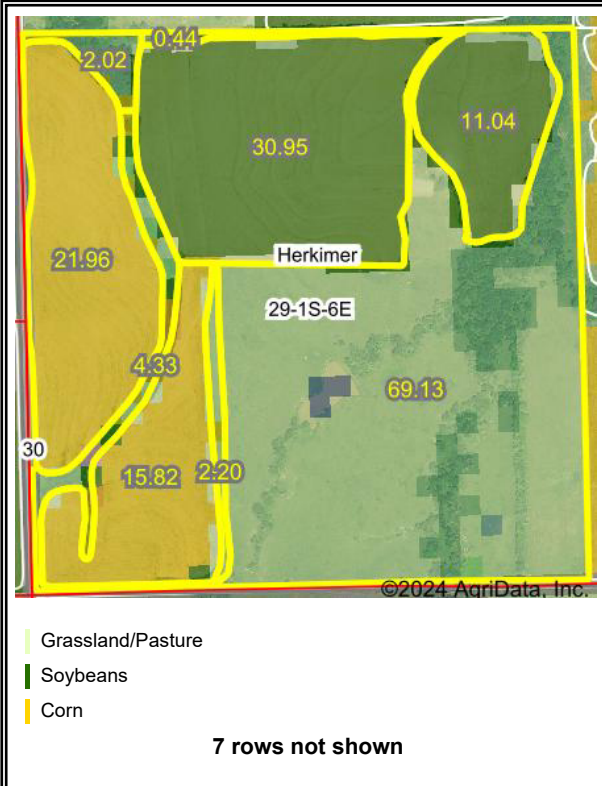 0.44
2.02
11.04
30.95
Herkimer
21.96
29-1S-6E
4.33
69.13
30
15.82
2.20
©2024 AgriData, Inc.
Grassland/Pasture
Soybeans
Corn
7 rows not shown